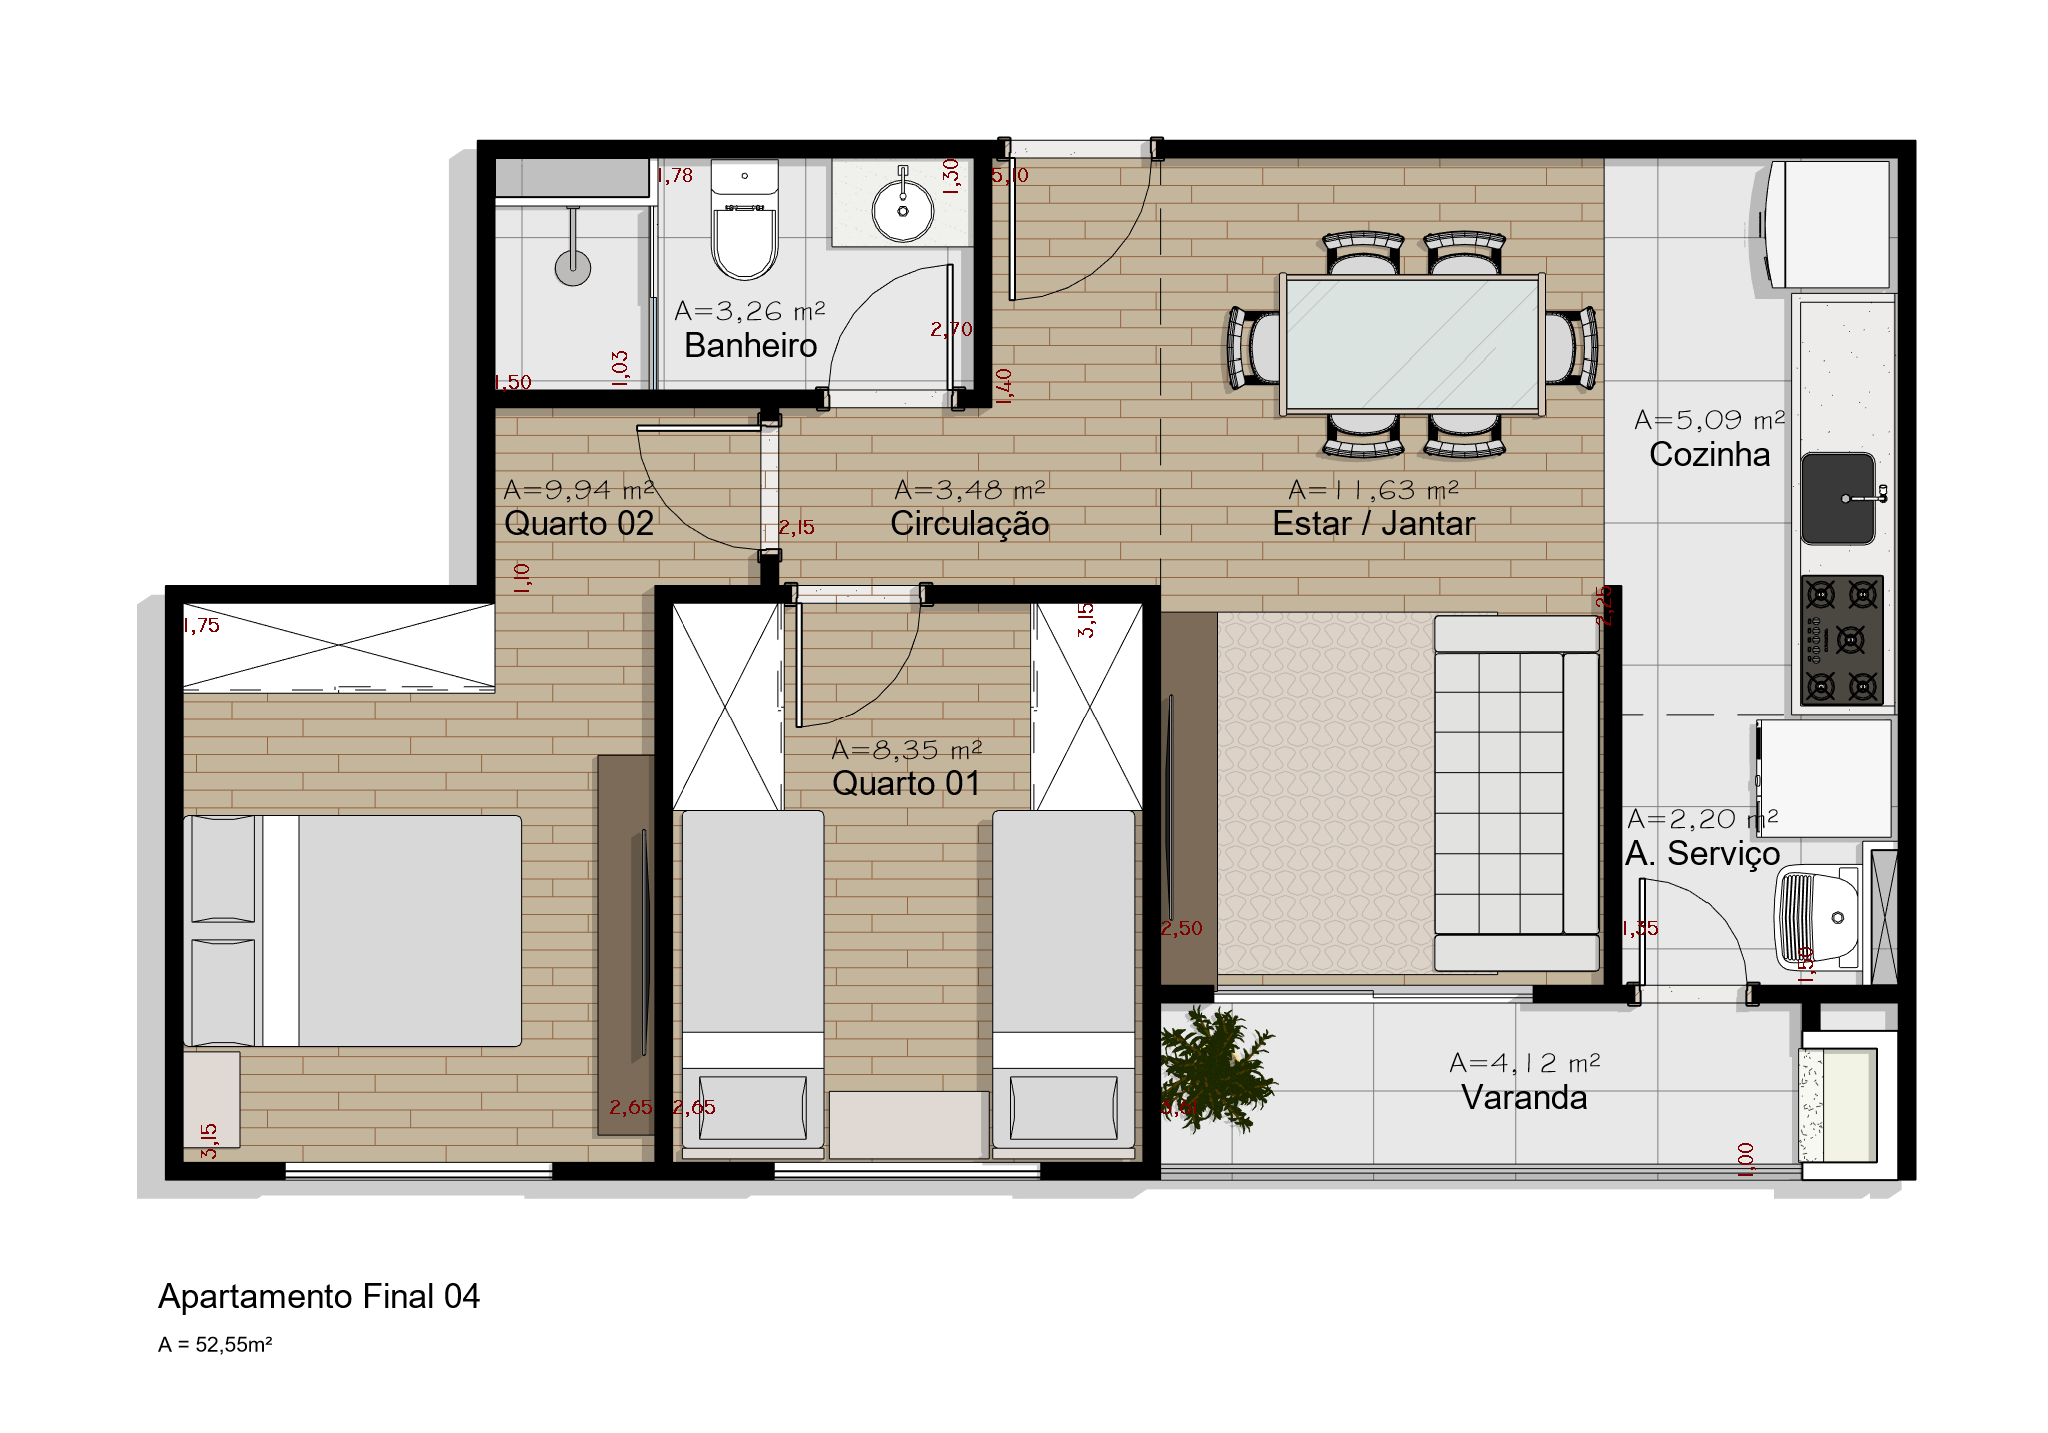 1,78
1,30
5,10
A=3,26 m²
Banheiro
2,70
1,03
1,50
1,40
A=5,09 m²
Cozinha
A=9,94 m²
Quarto 02
2,15
A=3,48 m²
Circulação
A=11,63 m²
Estar / Jantar
1,10
1,75
3,15
2,25
A=8,35 m²
Quarto 01
A=2,20 m²
A. Serviço
2,50
1,35
1,50
A=4,12 m²
Varanda
2,65
2,65
3,61
3,15
1,00
Apartamento Final 04
A = 52,55m²